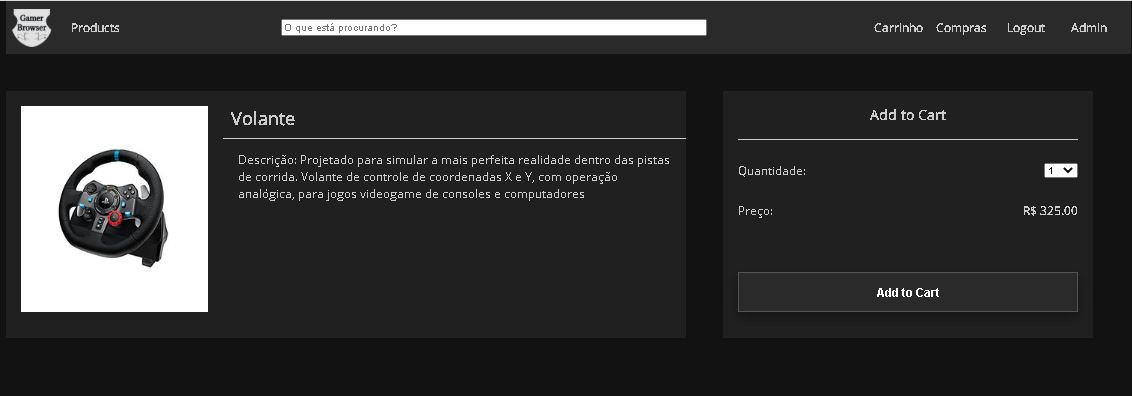 Gamer
Browser
Products
O que está procurando?
Carrinho
Compras
Logout
Admin
Volante
Descrição: Projetado para simular a mais perfeita realidade dentro das pistas
de corrida. Volante de controle de coordenadas X e Y, com operação
analógica, para jogos videogame de consoles e computadores
Add to Cart
Quantidade:
1
Preço:
R$ 325.00
Add to Cart